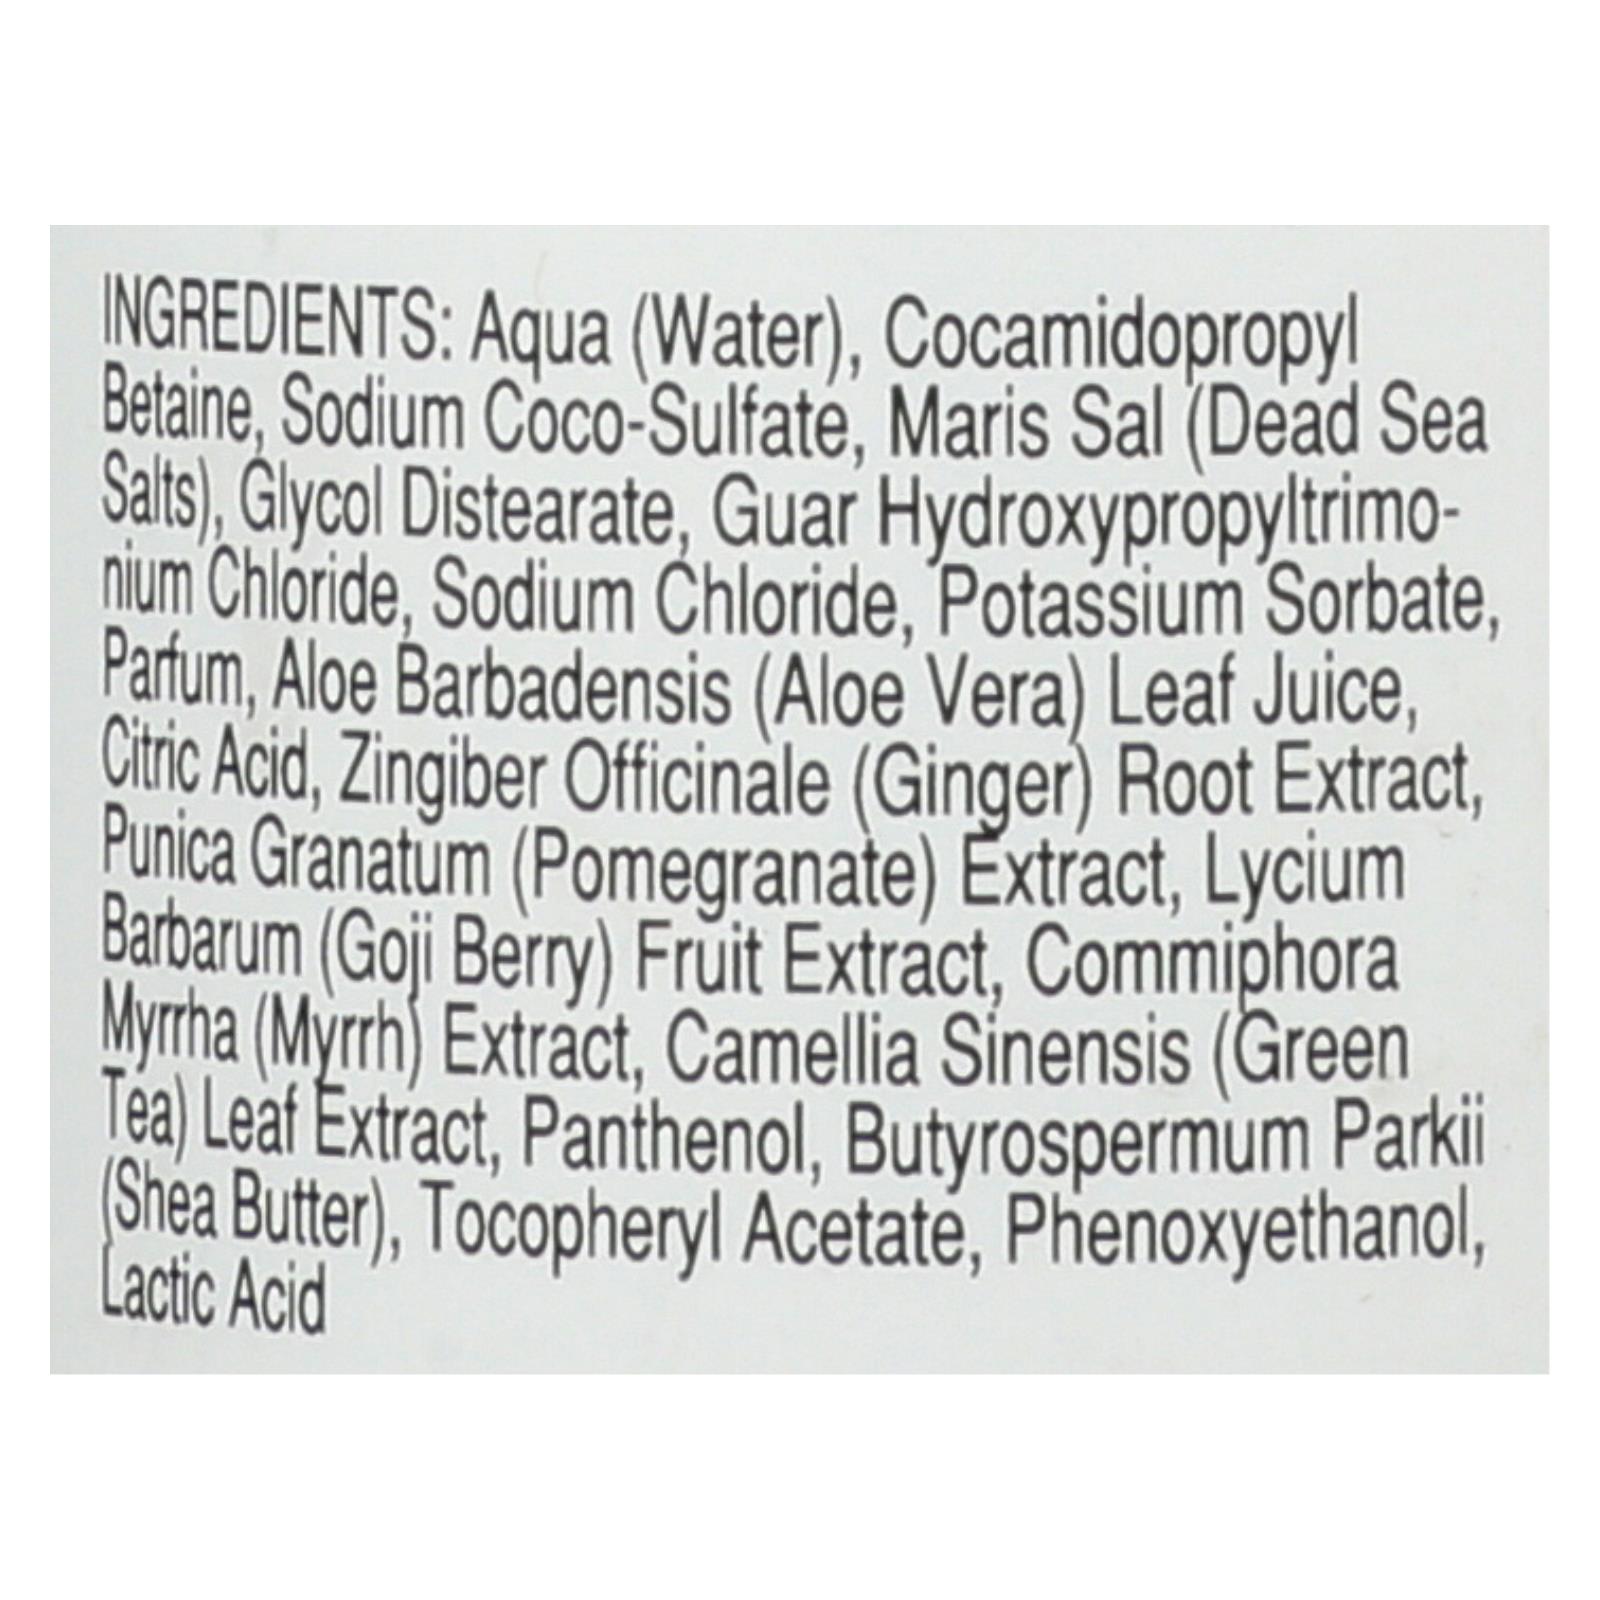 INGREDIENTS: Aqua (Water), Cocamidopropyl
Betaine, Sodium Coco-Sulfate, Maris Sal (Dead Sea
Salts), Glycol Distearate, Guar Hydroxypropyltrimo-
nium Chloride, Sodium Chloride, Potassium Sorbate,
Parfum, Aloe Barbadensis (Aloe Vera) Leaf Juice,
Citric Acid, Zingiber Officinale (Ginger) Root Extract,
Punica Granatum (Pomegranate) Extract, Lycium
Barbarum (Goji Berry) Fruit Extract, Commiphora
Myrrha (Myrrh) Extract, Camellia Sinensis (Green
Tea) Leaf Extract, Panthenol, Butyrospermum Parkii
(Shea Butter), Tocopheryl Acetate, Phenoxyethanol,
Lactic Acid